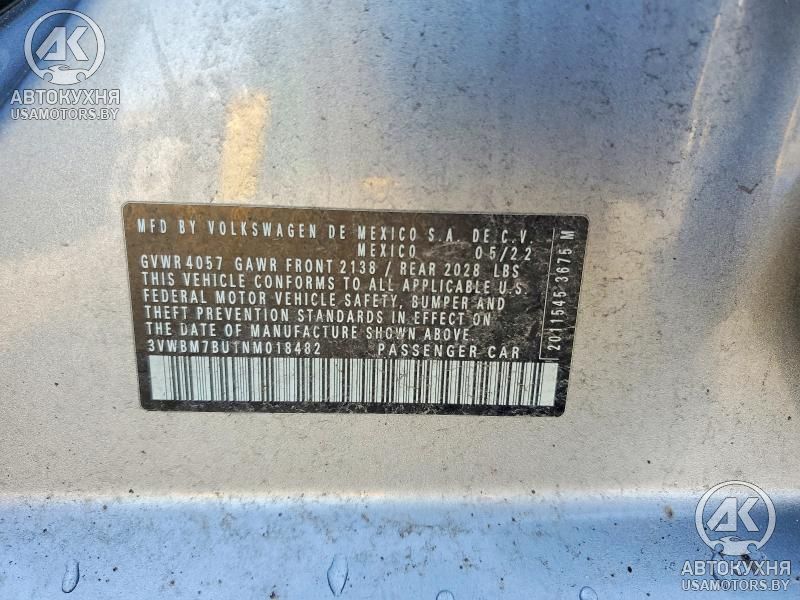 AK
АВТОКУХНЯ
USAMOTORS.BY
MFD BY VOLKSWAGEN DE MEXICO S.A. DE C.V.
MEXICO 05/22
GVWR 4057 GAWR FRONT 2138 / REAR 2028 LBS
THIS VEHICLE CONFORMS TO ALL APPLICABLE U.S.
FEDERAL MOTOR VEHICLE SAFETY, BUMPER AND
THEFT PREVENTION STANDARDS IN EFFECT ON
THE DATE OF MANUFACTURE SHOWN ABOVE.
3VWBM7BU1NM018482 PASSENGER CAR
2011545 3675 M
AK
АВТОКУХНЯ
USAMOTORS.BY